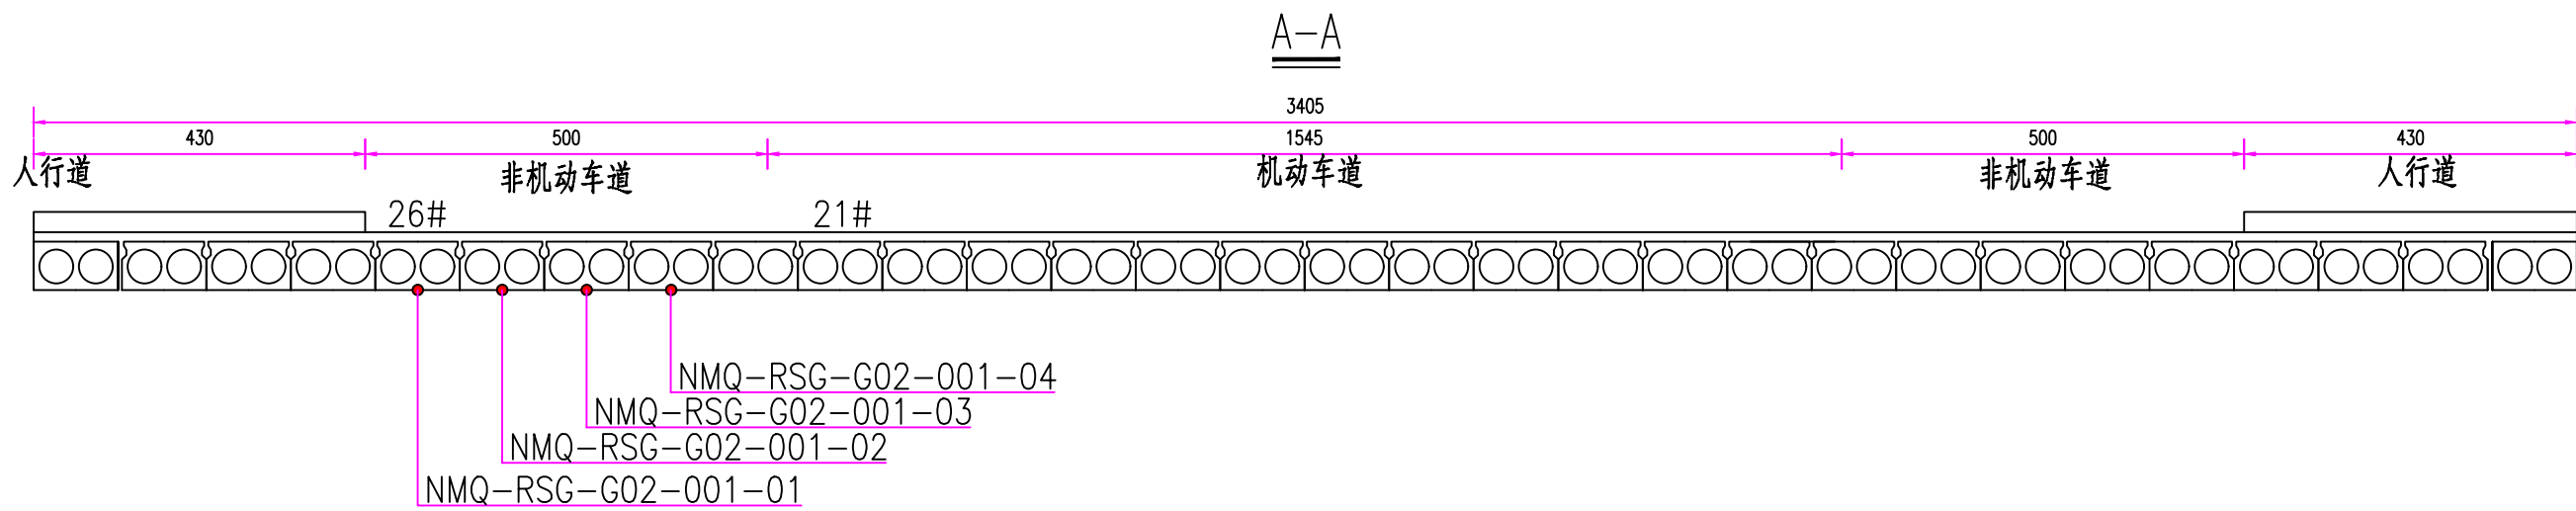 A-A
3405
430 500 1545 500 430
人行道 非机动车道 机动车道 非机动车道 人行道
26# 21#
NMQ-RSG-G02-001-04
NMQ-RSG-G02-001-03
NMQ-RSG-G02-001-02
NMQ-RSG-G02-001-01